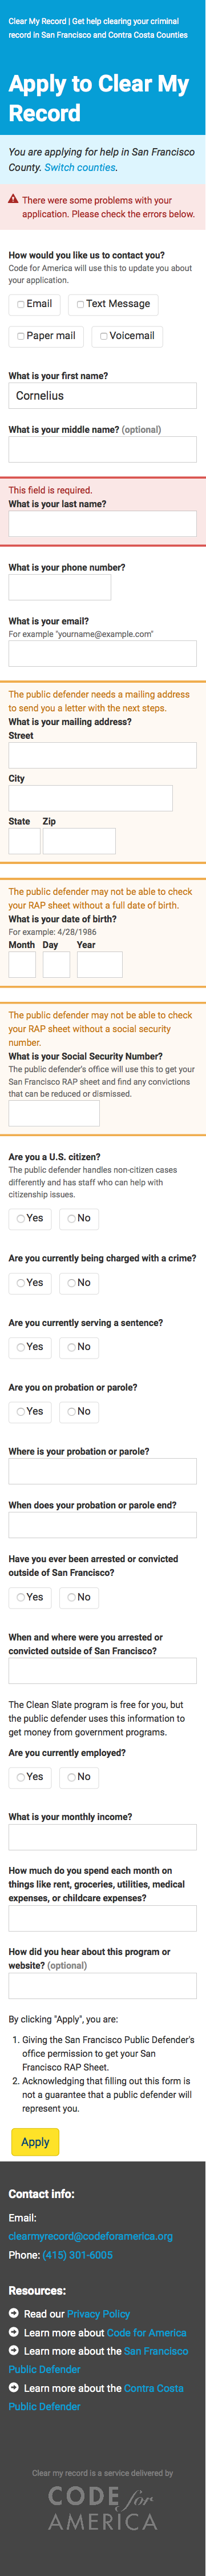 Clear My Record | Get help clearing your criminal
record in San Francisco and Contra Costa Counties
Apply to Clear My
Record
You are applying for help in San Francisco
County. Switch counties.
There were some problems with your
application. Please check the errors below.
How would you like us to contact you?
Code for America will use this to update you about
your application.
Email
Text Message
Paper mail
Voicemail
What is your first name?
Cornelius
What is your middle name? (optional)
This field is required.
What is your last name?
What is your phone number?
What is your email?
For example "yourname@example.com"
The public defender needs a mailing address
to send you a letter with the next steps.
What is your mailing address?
Street
City
State Zip
The public defender may not be able to check
your RAP sheet without a full date of birth.
What is your date of birth?
For example: 4/28/1986
Month Day Year
The public defender may not be able to check
your RAP sheet without a social security
number.
What is your Social Security Number?
The public defender's office will use this to get your
San Francisco RAP sheet and find any convictions
that can be reduced or dismissed.
Are you a U.S. citizen?
The public defender handles non-citizen cases
differently and has staff who can help with
citizenship issues.
Yes No
Are you currently being charged with a crime?
Yes No
Are you currently serving a sentence?
Yes No
Are you on probation or parole?
Yes No
Where is your probation or parole?
When does your probation or parole end?
Have you ever been arrested or convicted
outside of San Francisco?
Yes No
When and where were you arrested or
convicted outside of San Francisco?
The Clean Slate program is free for you, but
the public defender uses this information to
get money from government programs.
Are you currently employed?
Yes No
What is your monthly income?
How much do you spend each month on
things like rent, groceries, utilities, medical
expenses, or childcare expenses?
How did you hear about this program or
website? (optional)
By clicking "Apply", you are:
1. Giving the San Francisco Public Defender's
office permission to get your San
Francisco RAP Sheet.
2. Acknowledging that filling out this form is
not a guarantee that a public defender will
represent you.
Apply
Contact info:
Email:
clearmyrecord@codeforamerica.org
Phone: (415) 301-6005
Resources:
Read our Privacy Policy
Learn more about Code for America
Learn more about the San Francisco
Public Defender
Learn more about the Contra Costa
Public Defender
Clear my record is a service delivered by
CODE for
AMERICA